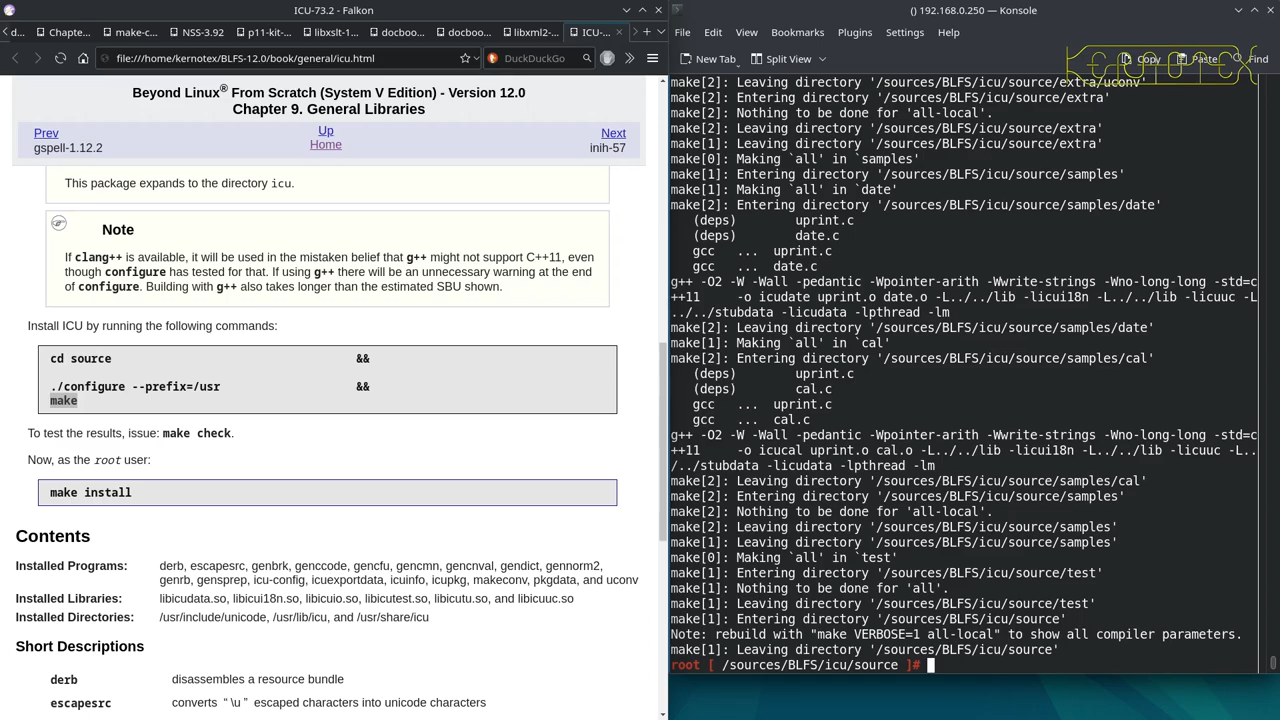 ICU-73.2 - Falkon
() 192.168.0.250 — Konsole
d...
Chapte...
make-c...
NSS-3.92
p11-kit-...
libxslt-1...
docboo...
docboo...
libxml2-...
ICU-...
file:///home/kernotex/BLFS-12.0/book/general/icu.html
DuckDuckGo
File Edit View Bookmarks Plugins Settings Help
New Tab Split View Copy Paste Find
Kernotex
Beyond Linux® From Scratch (System V Edition) - Version 12.0
Chapter 9. General Libraries
Prev
Up
Next
gspell-1.12.2
Home
inih-57
This package expands to the directory icu.
Note
If clang++ is available, it will be used in the mistaken belief that g++ might not support C++11, even
though configure has tested for that. If using g++ there will be an unnecessary warning at the end
of configure. Building with g++ also takes longer than the estimated SBU shown.
Install ICU by running the following commands:
cd source &&
./configure --prefix=/usr &&
make
To test the results, issue: make check.
Now, as the root user:
make install
Contents
Installed Programs: derb, escapesrc, genbrk, genccode, gencfu, gencmn, gencnval, gendict, gennorm2,
genrb, gensprep, icu-config, icuexportdata, icuinfo, icupkg, makeconv, pkgdata, and uconv
Installed Libraries: libicudata.so, libicui18n.so, libicuio.so, libicutest.so, libicutu.so, and libicuuc.so
Installed Directories: /usr/include/unicode, /usr/lib/icu, and /usr/share/icu
Short Descriptions
derb disassembles a resource bundle
escapesrc converts “ \u ” escaped characters into unicode characters
make[2]: Leaving directory '/sources/BLFS/icu/source/extra/uconv'
make[2]: Entering directory '/sources/BLFS/icu/source/extra'
make[2]: Nothing to be done for 'all-local'.
make[2]: Leaving directory '/sources/BLFS/icu/source/extra'
make[1]: Leaving directory '/sources/BLFS/icu/source/extra'
make[0]: Making `all' in `samples'
make[1]: Entering directory '/sources/BLFS/icu/source/samples'
make[1]: Making `all' in `date'
make[2]: Entering directory '/sources/BLFS/icu/source/samples/date'
(deps) uprint.c
(deps) date.c
gcc ... uprint.c
gcc ... date.c
g++ -O2 -W -Wall -pedantic -Wpointer-arith -Wwrite-strings -Wno-long-long -std=c
++11 -o icudate uprint.o date.o -L../../lib -licui18n -L../../lib -licuuc -L
../../stubdata -licudata -lpthread -lm
make[2]: Leaving directory '/sources/BLFS/icu/source/samples/date'
make[1]: Making `all' in `cal'
make[2]: Entering directory '/sources/BLFS/icu/source/samples/cal'
(deps) uprint.c
(deps) cal.c
gcc ... uprint.c
gcc ... cal.c
g++ -O2 -W -Wall -pedantic -Wpointer-arith -Wwrite-strings -Wno-long-long -std=c
++11 -o icucal uprint.o cal.o -L../../lib -licui18n -L../../lib -licuuc -L..
/../stubdata -licudata -lpthread -lm
make[2]: Leaving directory '/sources/BLFS/icu/source/samples/cal'
make[2]: Entering directory '/sources/BLFS/icu/source/samples'
make[2]: Nothing to be done for 'all-local'.
make[2]: Leaving directory '/sources/BLFS/icu/source/samples'
make[1]: Leaving directory '/sources/BLFS/icu/source/samples'
make[0]: Making `all' in `test'
make[1]: Entering directory '/sources/BLFS/icu/source/test'
make[1]: Nothing to be done for 'all'.
make[1]: Leaving directory '/sources/BLFS/icu/source/test'
make[1]: Entering directory '/sources/BLFS/icu/source'
Note: rebuild with "make VERBOSE=1 all-local" to show all compiler parameters.
make[1]: Leaving directory '/sources/BLFS/icu/source'
root [ /sources/BLFS/icu/source ]#